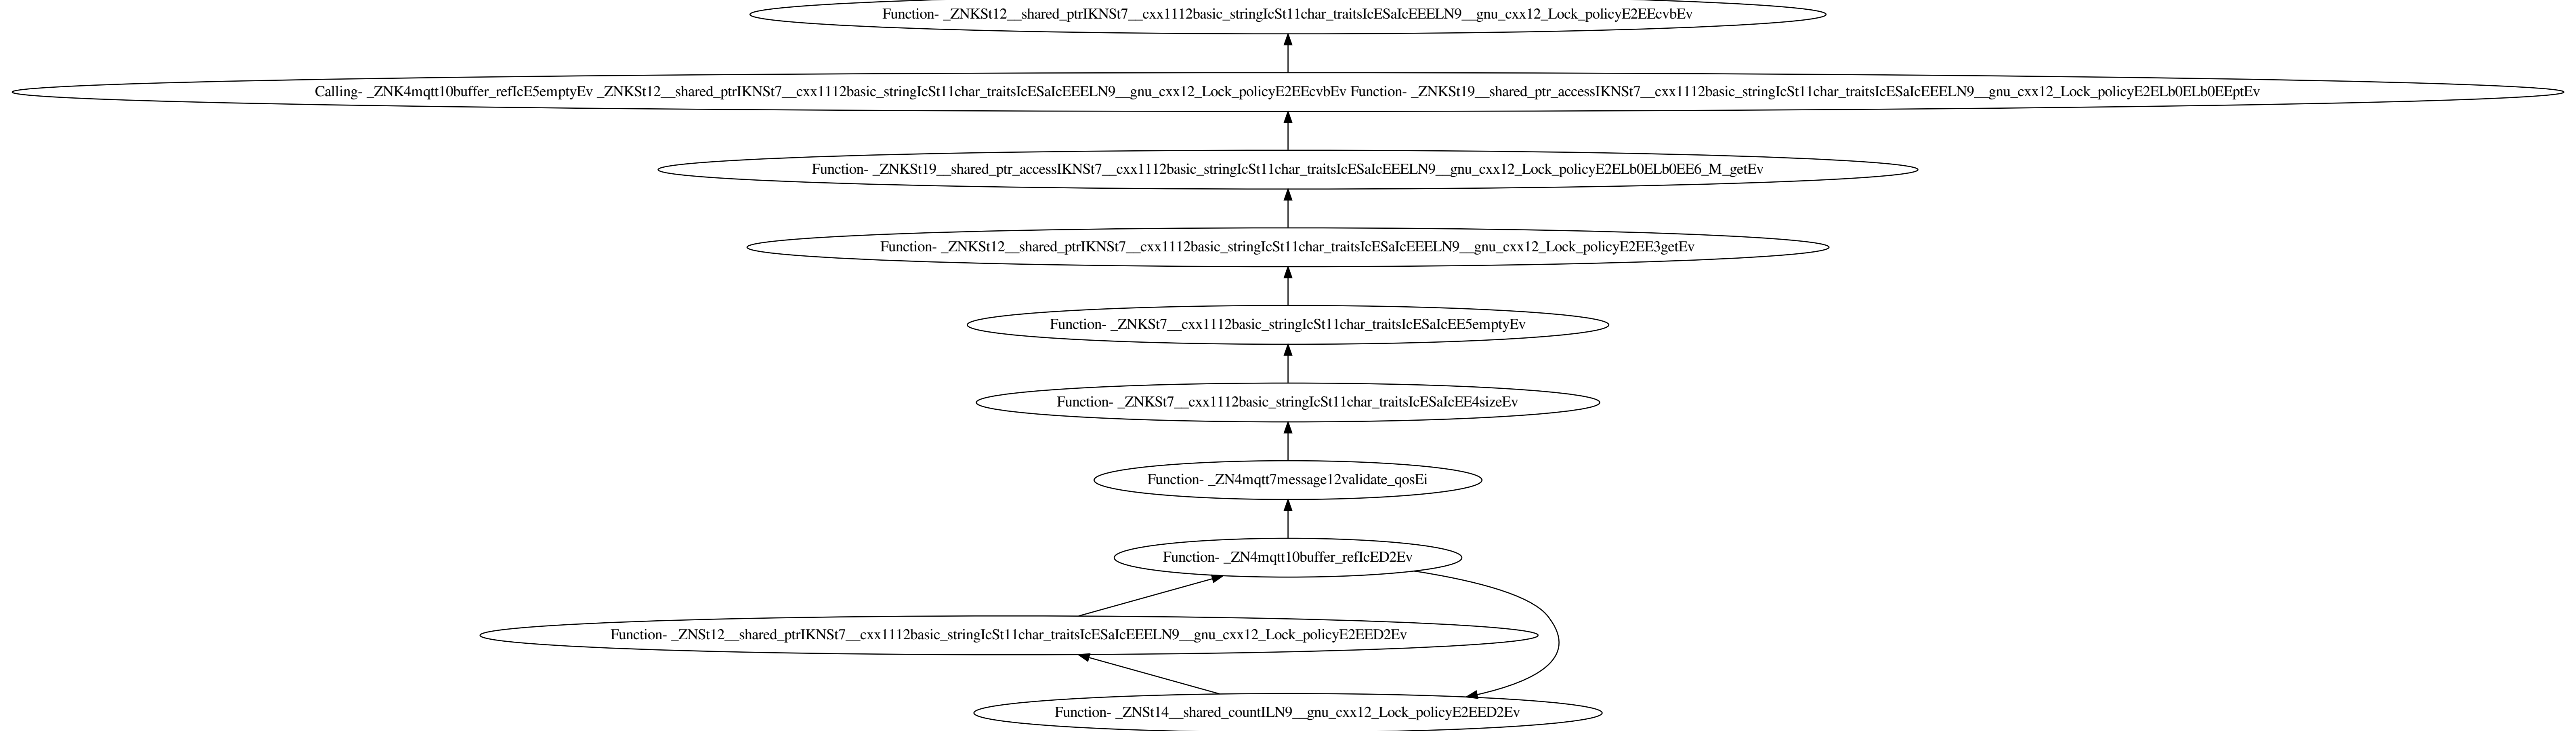 Function- _ZNKSt12__shared_ptrIKNSt7__cxx1112basic_stringIcSt11char_traitsIcESaIcEEELN9__gnu_cxx12_Lock_policyE2EEcvbEv
Calling- _ZNK4mqtt10buffer_refIcE5emptyEv _ZNKSt12__shared_ptrIKNSt7__cxx1112basic_stringIcSt11char_traitsIcESaIcEEELN9__gnu_cxx12_Lock_policyE2EEcvbEv Function- _ZNKSt19__shared_ptr_accessIKNSt7__cxx1112basic_stringIcSt11char_traitsIcESaIcEEELN9__gnu_cxx12_Lock_policyE2ELb0ELb0EEptEv
Function- _ZNKSt19__shared_ptr_accessIKNSt7__cxx1112basic_stringIcSt11char_traitsIcESaIcEEELN9__gnu_cxx12_Lock_policyE2ELb0ELb0EE6_M_getEv
Function- _ZNKSt12__shared_ptrIKNSt7__cxx1112basic_stringIcSt11char_traitsIcESaIcEEELN9__gnu_cxx12_Lock_policyE2EE3getEv
Function- _ZNKSt7__cxx1112basic_stringIcSt11char_traitsIcESaIcEE5emptyEv
Function- _ZNKSt7__cxx1112basic_stringIcSt11char_traitsIcESaIcEE4sizeEv
Function- _ZN4mqtt7message12validate_qosEi
Function- _ZN4mqtt10buffer_refIcED2Ev
Function- _ZNSt12__shared_ptrIKNSt7__cxx1112basic_stringIcSt11char_traitsIcESaIcEEELN9__gnu_cxx12_Lock_policyE2EED2Ev
Function- _ZNSt14__shared_countILN9__gnu_cxx12_Lock_policyE2EED2Ev